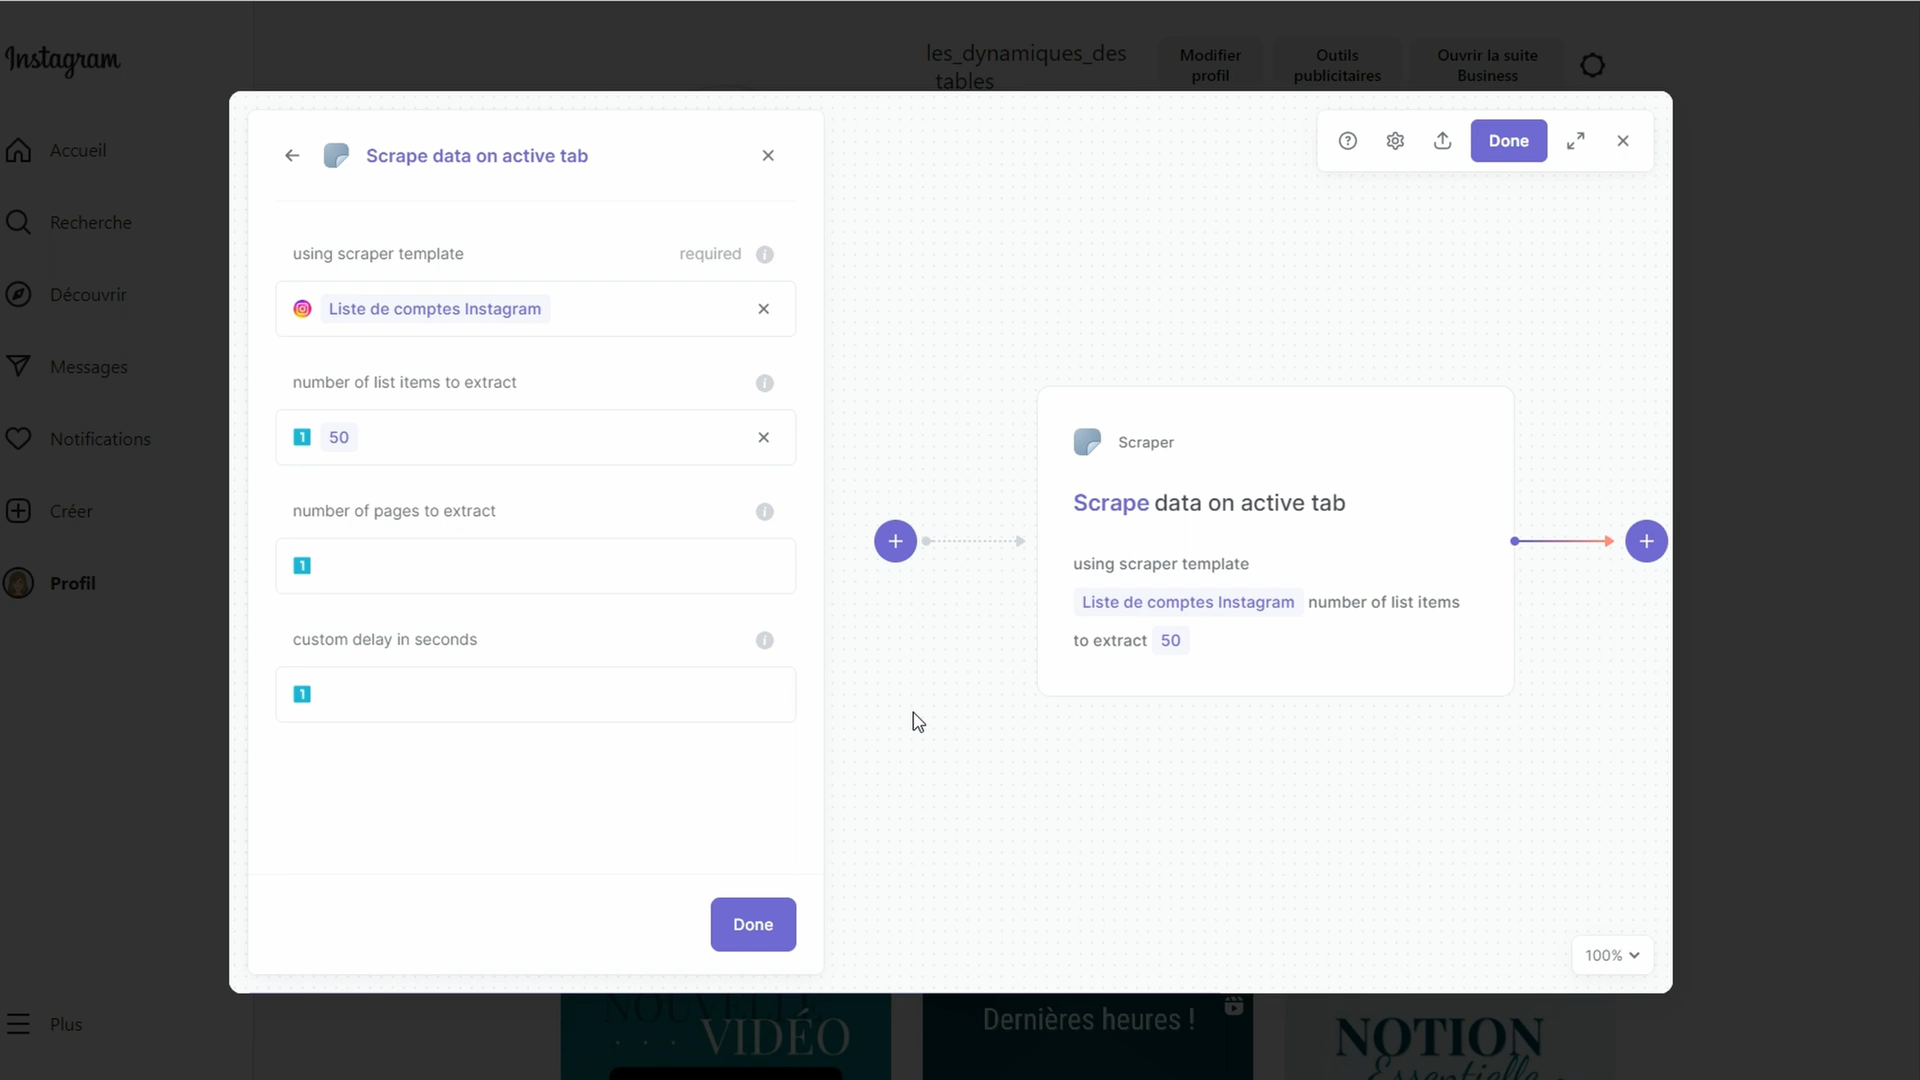 Instagram
les_dynamiques_des
_tables
Modifier
profil
Outils
publicitaires
Ouvrir la suite
Business
Accueil
Recherche
Découvrir
Messages
Notifications
Créer
Profil
Plus
Scrape data on active tab
using scraper template required
Liste de comptes Instagram
number of list items to extract
1 50
number of pages to extract
1
custom delay in seconds
1
Done
Done
Scraper
Scrape data on active tab
using scraper template
Liste de comptes Instagram number of list items
to extract 50
100%
NOUVELLE
VIDÉO
Dernières heures !
NOTION
Essentielle